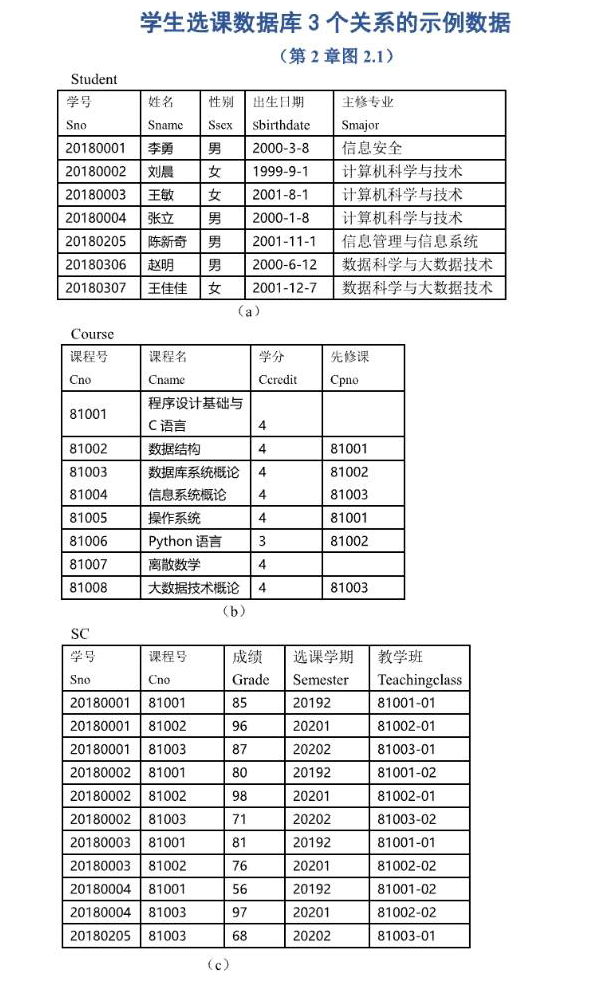 学生选课数据库 3 个关系的示例数据
（第 2 章图 2.1）
Student
学号 姓名 性别 出生日期 主修专业
Sno Sname Ssex Sbirthdate Smajor
20180001 李勇 男 2000-3-8 信息安全
20180002 刘晨 女 1999-9-1 计算机科学与技术
20180003 王敏 女 2001-8-1 计算机科学与技术
20180004 张立 男 2000-1-8 计算机科学与技术
20180205 陈新奇 男 2001-11-1 信息管理与信息系统
20180306 赵明 男 2000-6-12 数据科学与大数据技术
20180307 王佳佳 女 2001-12-7 数据科学与大数据技术
（a）
Course
课程号 课程名 学分 先修课
Cno Cname Ccredit Cpno
81001 程序设计基础与
C 语言 4
81002 数据结构 4 81001
81003 数据库系统概论 4 81002
81004 信息系统概论 4 81003
81005 操作系统 4 81001
81006 Python 语言 3 81002
81007 离散数学 4
81008 大数据技术概论 4 81003
（b）
SC
学号 课程号 成绩 选课学期 教学班
Sno Cno Grade Semester Teachingclass
20180001 81001 85 20192 81001-01
20180001 81002 96 20201 81002-01
20180001 81003 87 20202 81003-01
20180002 81001 80 20192 81001-02
20180002 81002 98 20201 81002-01
20180002 81003 71 20202 81003-02
20180003 81001 81 20192 81001-01
20180003 81002 76 20201 81002-02
20180004 81001 56 20192 81001-02
20180004 81003 97 20201 81002-02
20180205 81003 68 20202 81003-01
（c）